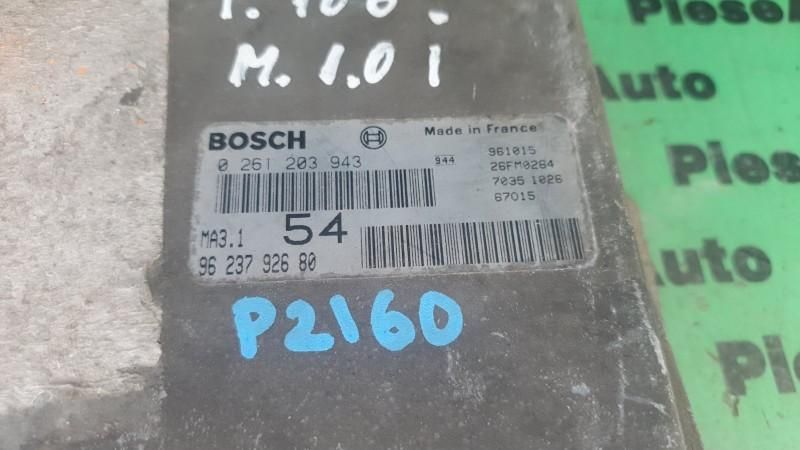 M. 1.0 i
BOSCH Made in France
0 261 203 943 944
961015
26FM0284
7035 1026
67015
MA3.1 54
96 237 926 80
P2160
Auto
Piese
Auto